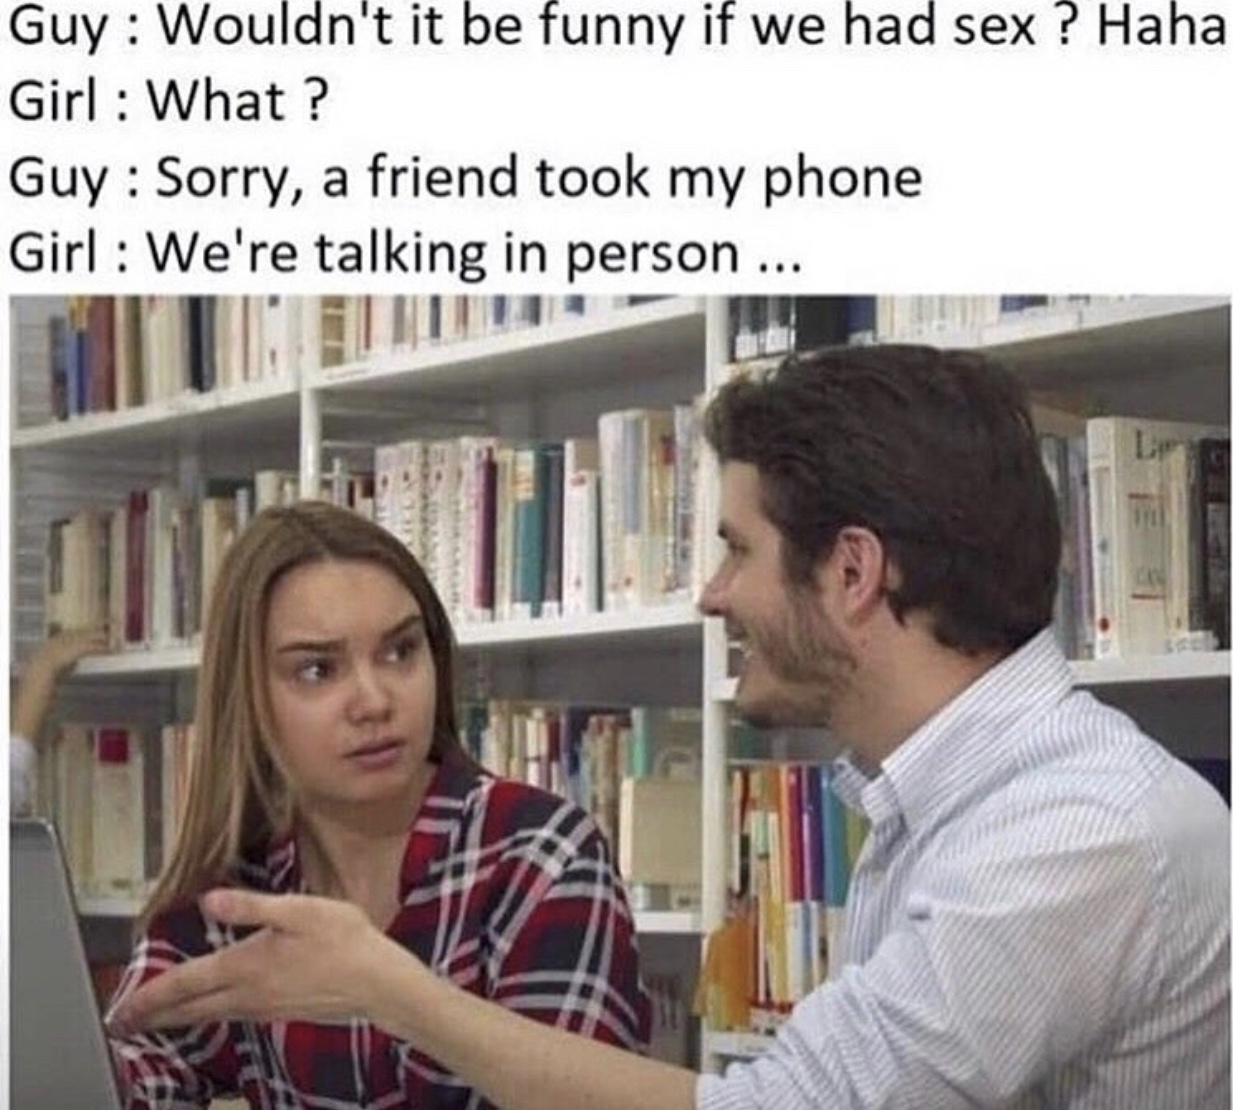 Guy : Wouldn't it be funny if we had sex ? Haha
Girl : What ?
Guy : Sorry, a friend took my phone
Girl : We're talking in person ...